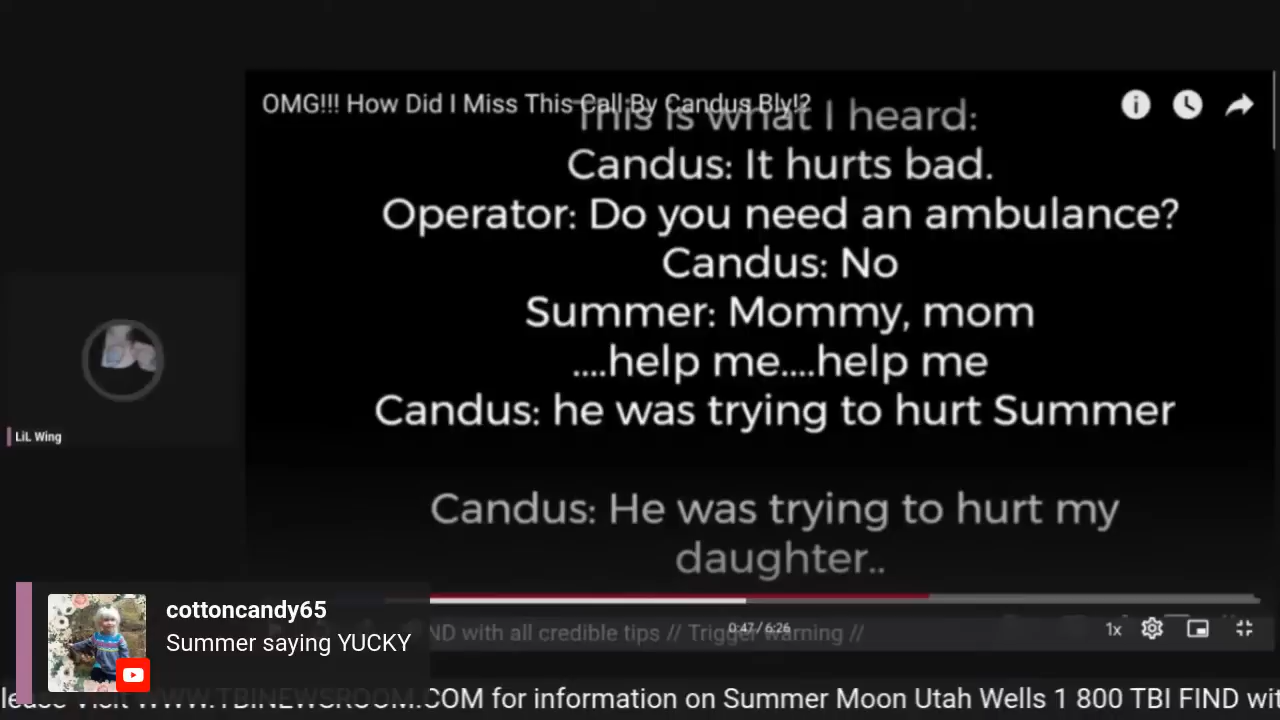 OMG!!! How Did I Miss This Call By Candus Bly!?
This is what I heard:
Candus: It hurts bad.
Operator: Do you need an ambulance?
Candus: No
Summer: Mommy, mom
....help me....help me
Candus: he was trying to hurt Summer
LiL Wing
Candus: He was trying to hurt my
daughter..
cottoncandy65
Summer saying YUCKY
ND with all credible tips // Trigger warning //
0:47 / 6:26
1x
lease Visit WWW.TBINEWSROOM.COM for information on Summer Moon Utah Wells 1 800 TBI FIND wit